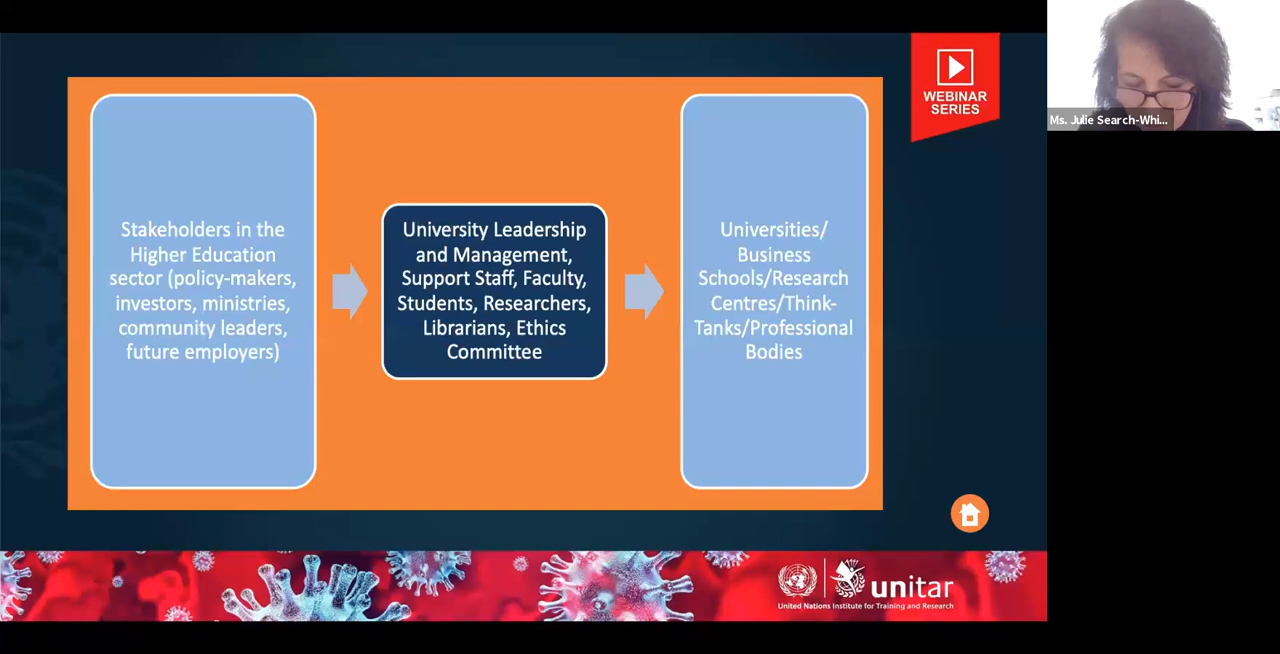 WEBINAR
SERIES
Ms. Julie Search-Whi...
Stakeholders in the
Higher Education
sector (policy-makers,
investors, ministries,
community leaders,
future employers)
University Leadership
and Management,
Support Staff, Faculty,
Students, Researchers,
Librarians, Ethics
Committee
Universities/
Business
Schools/Research
Centres/Think-
Tanks/Professional
Bodies
unitar
United Nations Institute for Training and Research